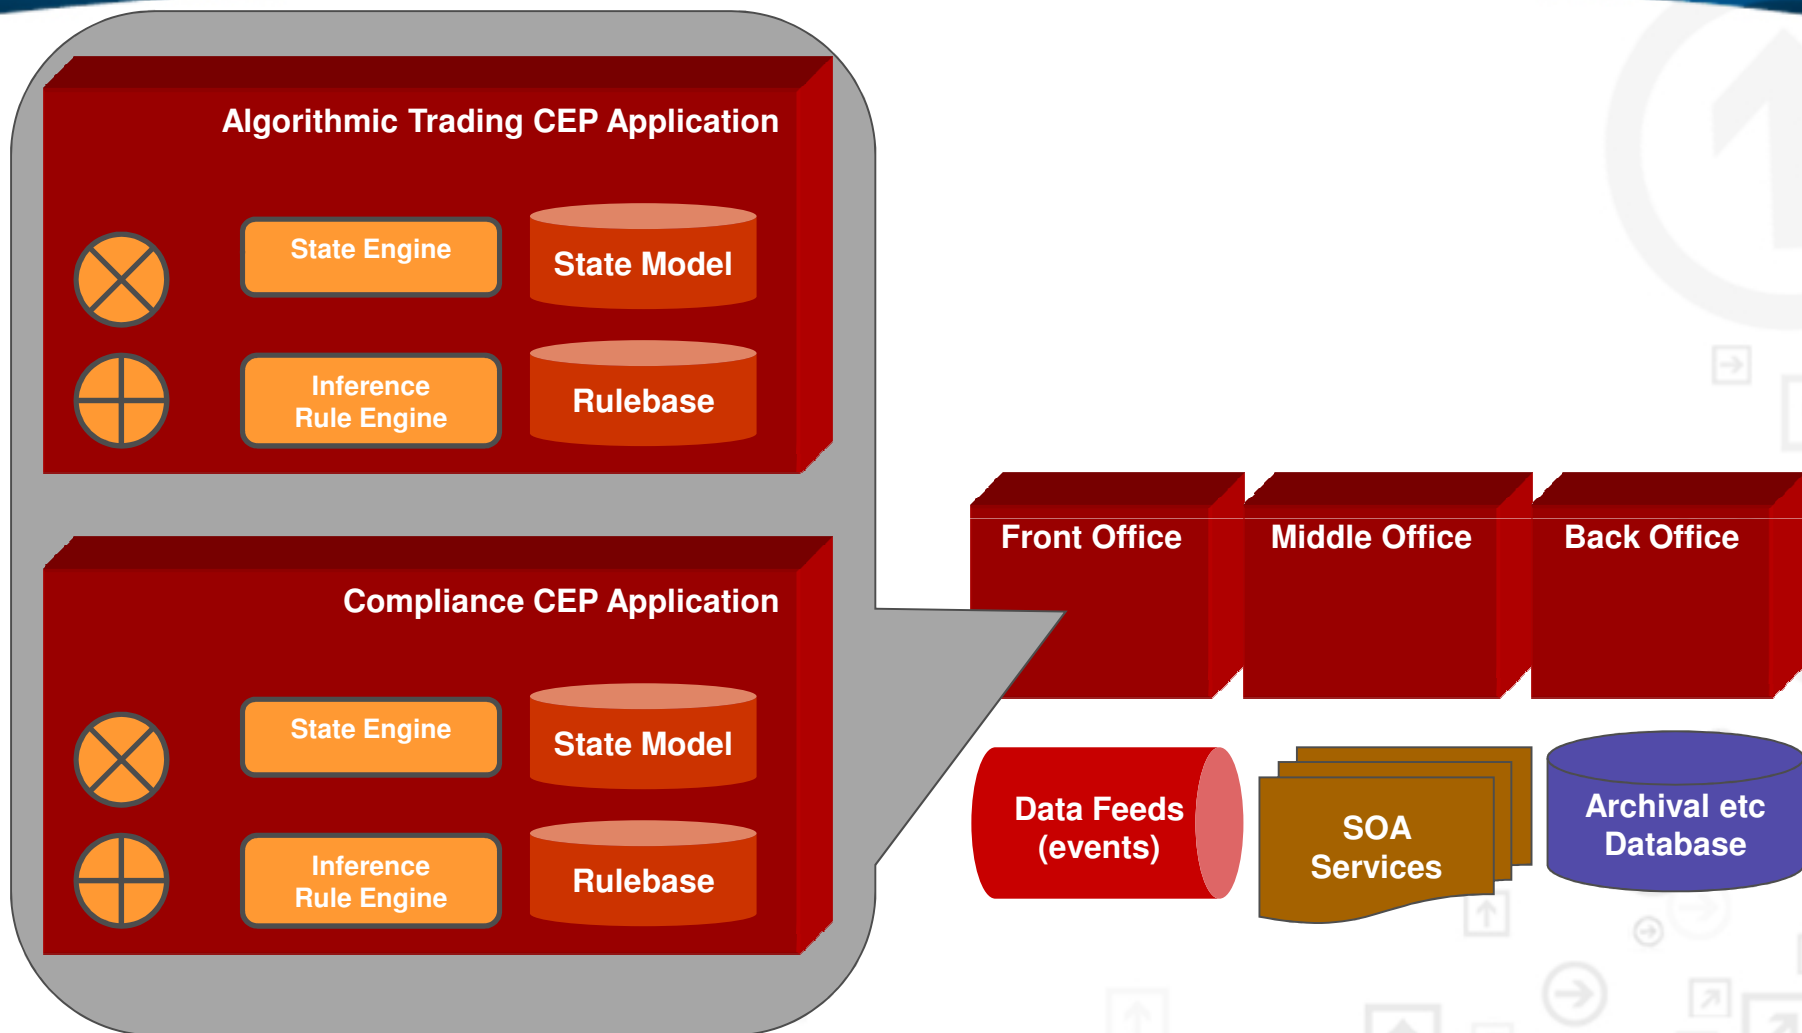 Algorithmic Trading CEP Application
State Engine
State Model
Inference
Rule Engine
Rulebase
Compliance CEP Application
State Engine
State Model
Inference
Rule Engine
Rulebase
Front Office
Middle Office
Back Office
Data Feeds
(events)
SOA
Services
Archival etc
Database